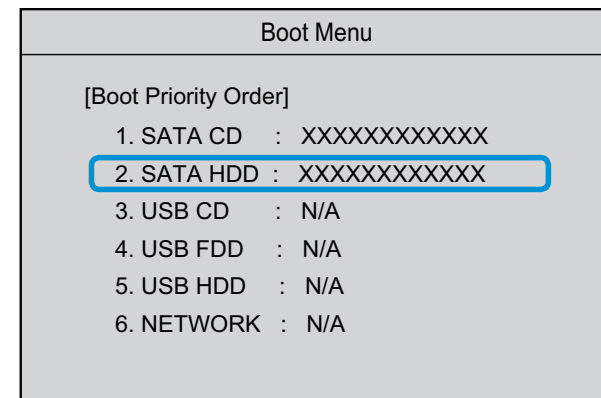 Boot Menu
[Boot Priority Order]
1. SATA CD : XXXXXXXXXXXX
2. SATA HDD : XXXXXXXXXXXX
3. USB CD : N/A
4. USB FDD : N/A
5. USB HDD : N/A
6. NETWORK : N/A